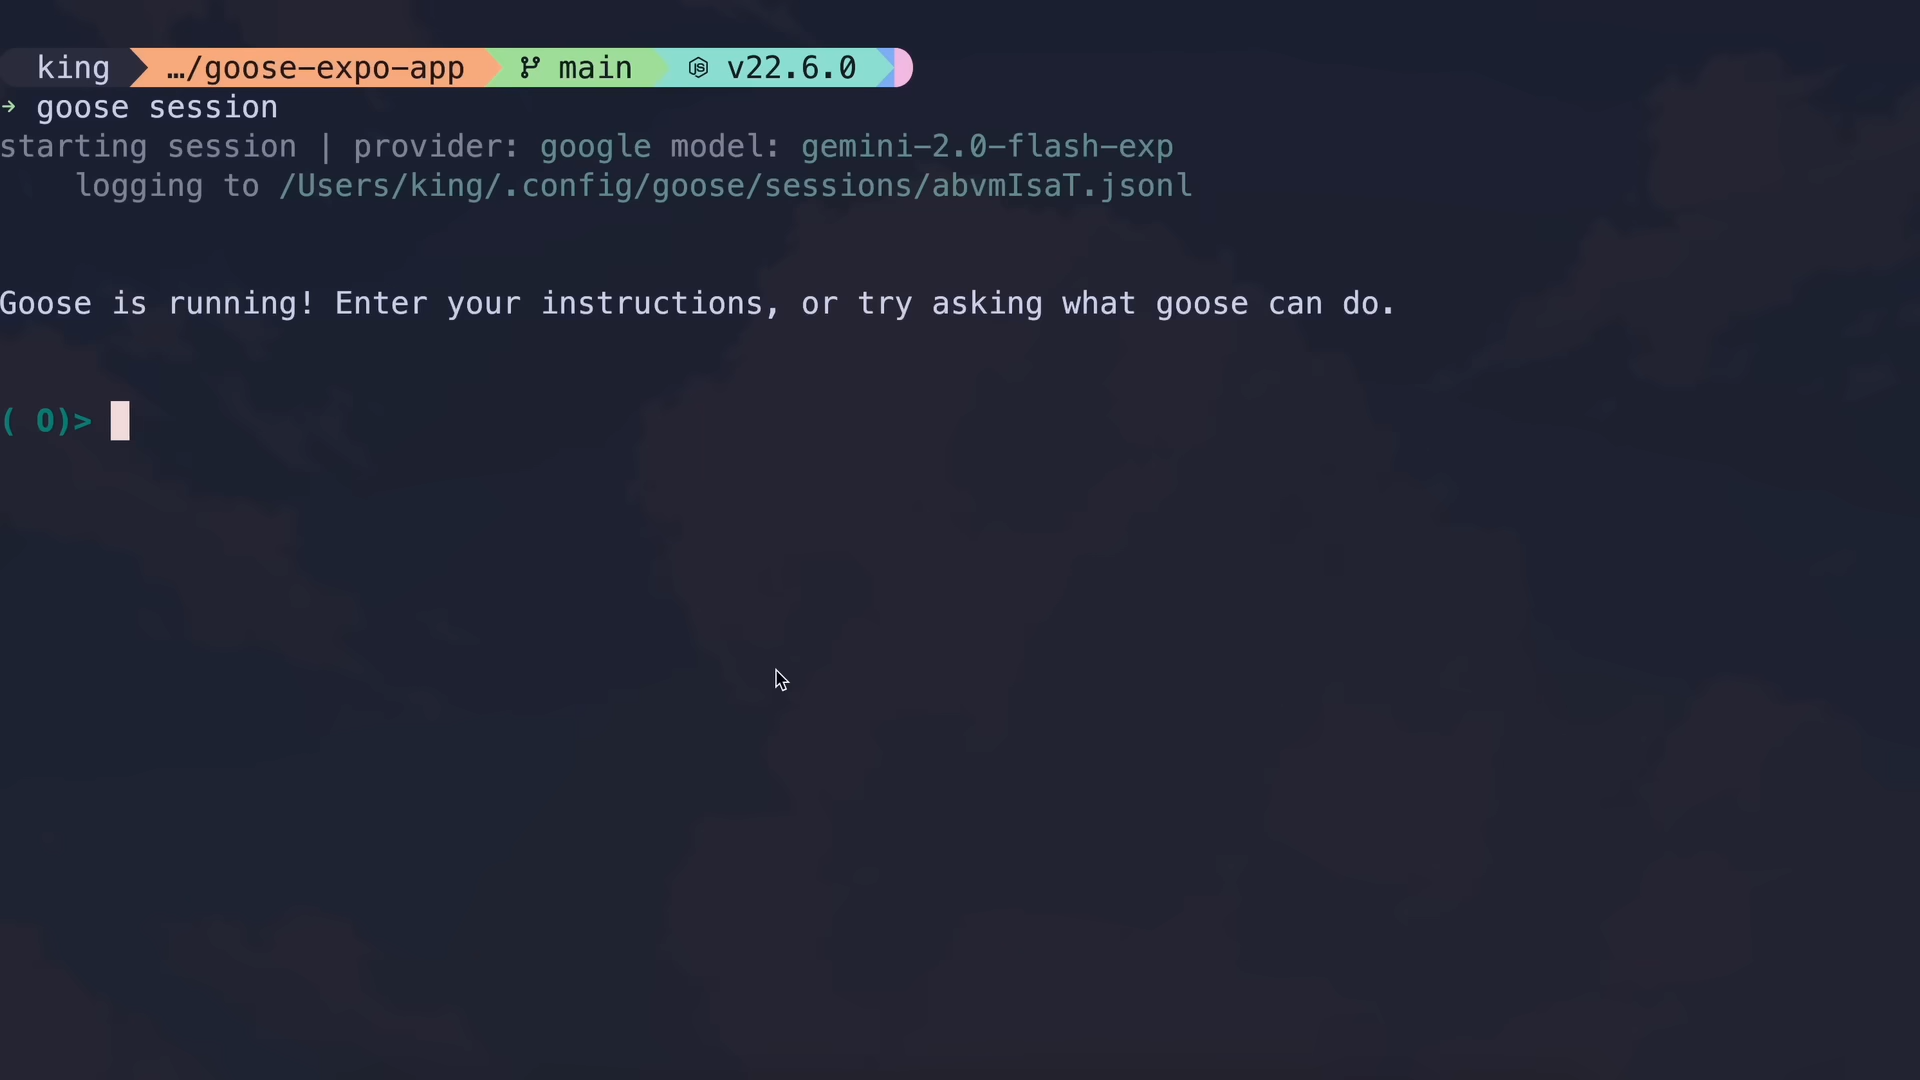 king …/goose-expo-app main v22.6.0
➜ goose session
starting session | provider: google model: gemini-2.0-flash-exp
logging to /Users/king/.config/goose/sessions/abvmIsaT.jsonl
Goose is running! Enter your instructions, or try asking what goose can do.
( O)>